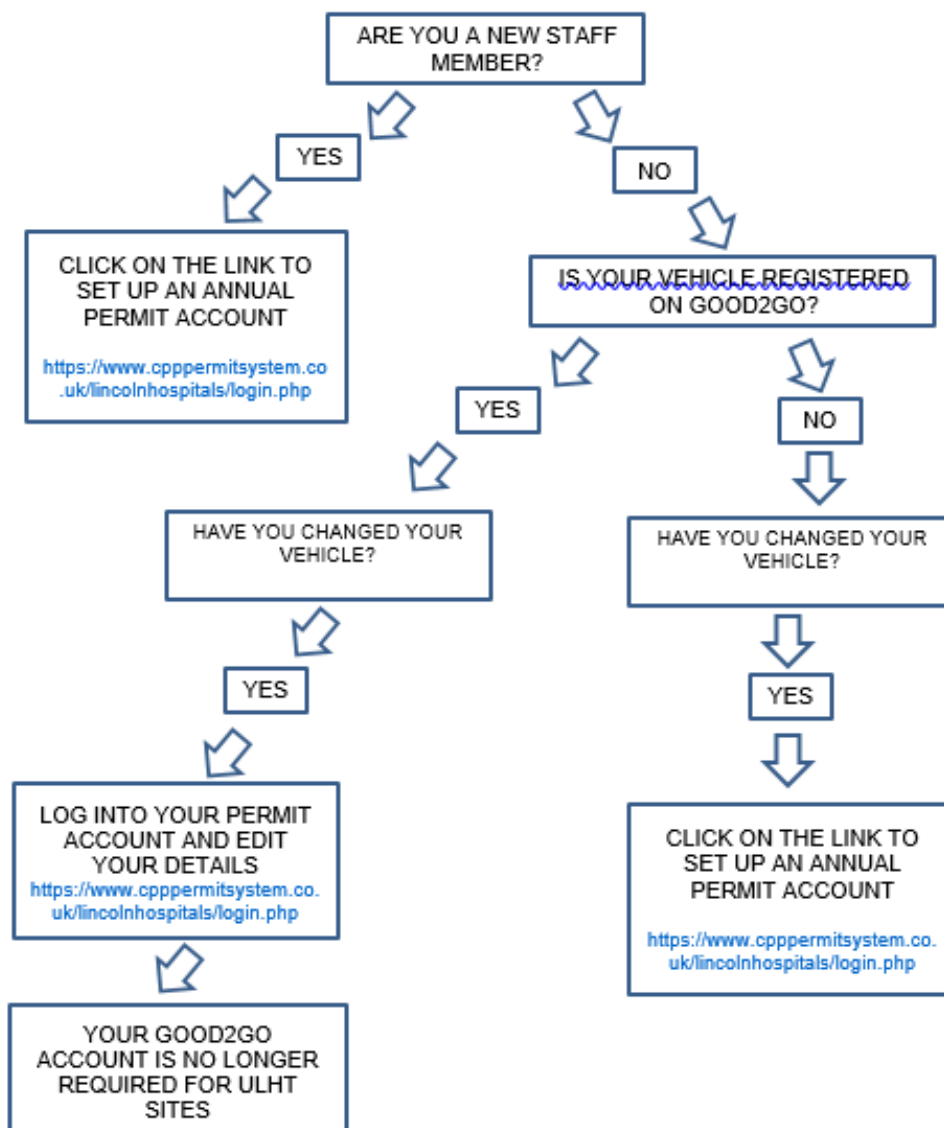 ARE YOU A NEW STAFF
MEMBER?
YES
NO
CLICK ON THE LINK TO
SET UP AN ANNUAL
PERMIT ACCOUNT
https://www.cpppermitsystem.co
.uk/lincolnhospitals/login.php
IS YOUR VEHICLE REGISTERED
ON GOOD2GO?
YES
NO
HAVE YOU CHANGED YOUR
VEHICLE?
HAVE YOU CHANGED YOUR
VEHICLE?
YES
YES
LOG INTO YOUR PERMIT
ACCOUNT AND EDIT
YOUR DETAILS
https://www.cpppermitsystem.co.
uk/lincolnhospitals/login.php
CLICK ON THE LINK TO
SET UP AN ANNUAL
PERMIT ACCOUNT
https://www.cpppermitsystem.co.
uk/lincolnhospitals/login.php
YOUR GOOD2GO
ACCOUNT IS NO LONGER
REQUIRED FOR ULHT
SITES